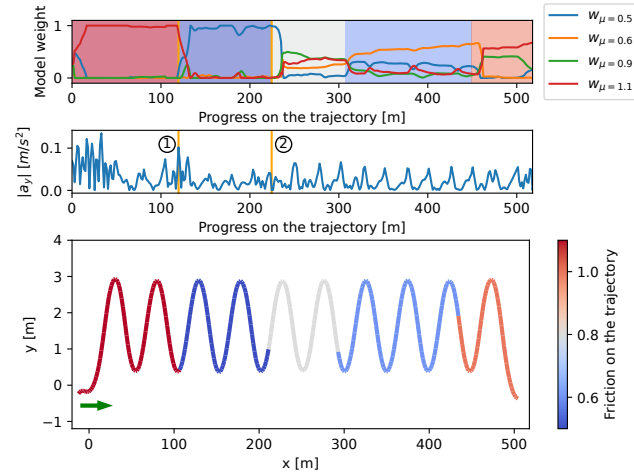 Model weight
1
0
0 100 200 300 400 500
Progress on the trajectory [m]
w_{μ=0.5}
w_{μ=0.6}
w_{μ=0.9}
w_{μ=1.1}
|a_y| [m/s²]
0.1
0.0
① ②
0 100 200 300 400 500
Progress on the trajectory [m]
y [m]
4
3
2
1
0
−1
0 100 200 300 400 500
x [m]
1.0
0.8
0.6
Friction on the trajectory